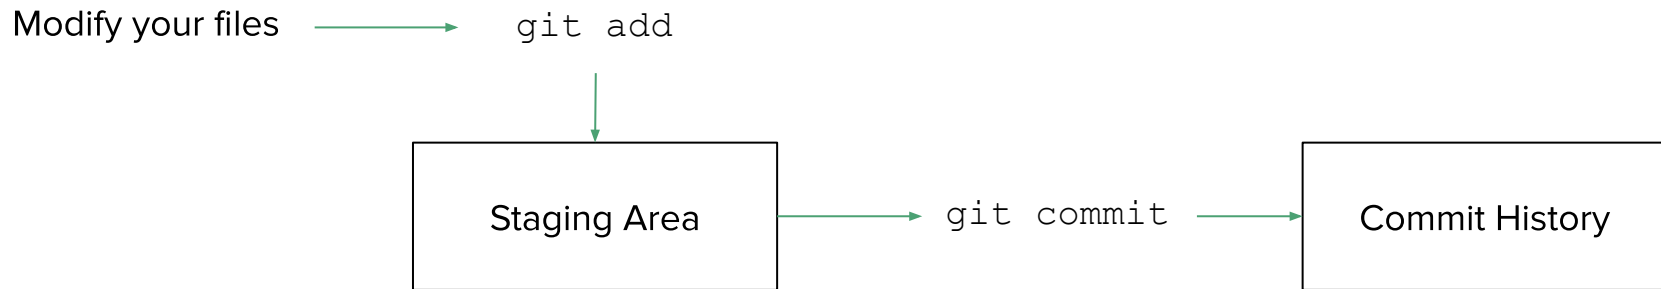 Modify your files
git add
Staging Area
git commit
Commit History